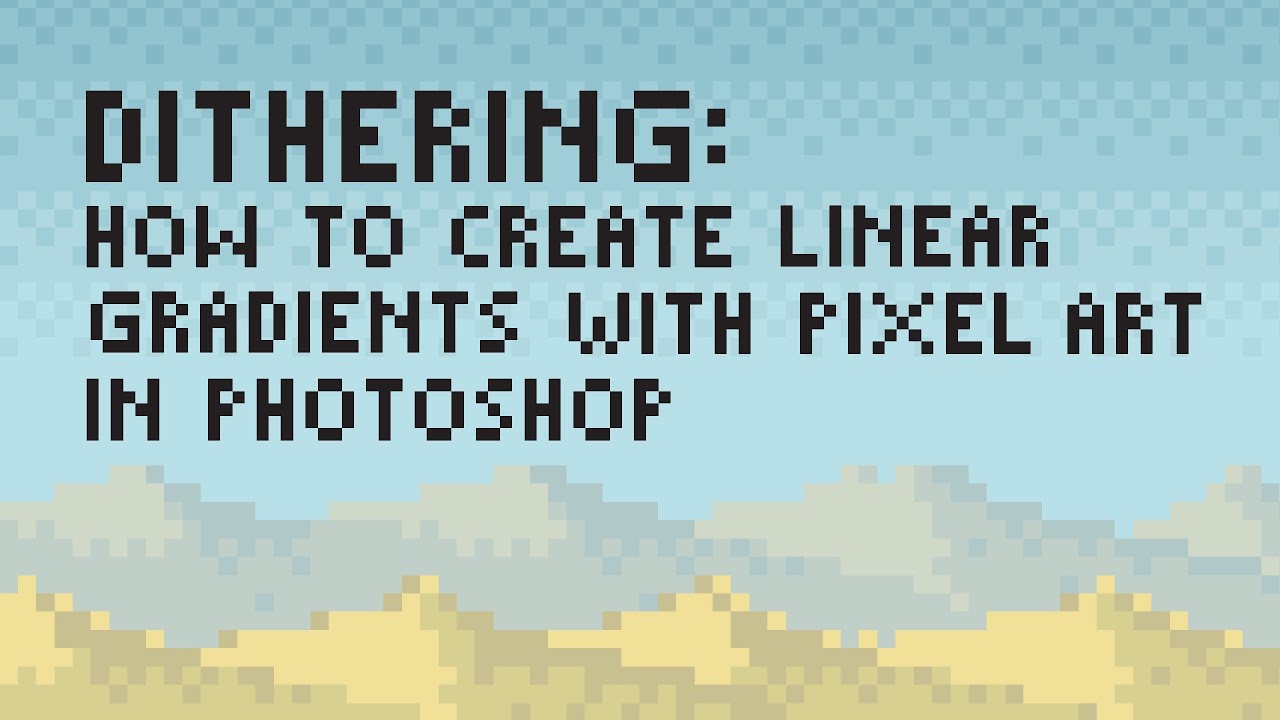 DITHERING:
HOW TO CREATE LINEAR
GRADIENTS WITH PIXEL ART
IN PHOTOSHOP